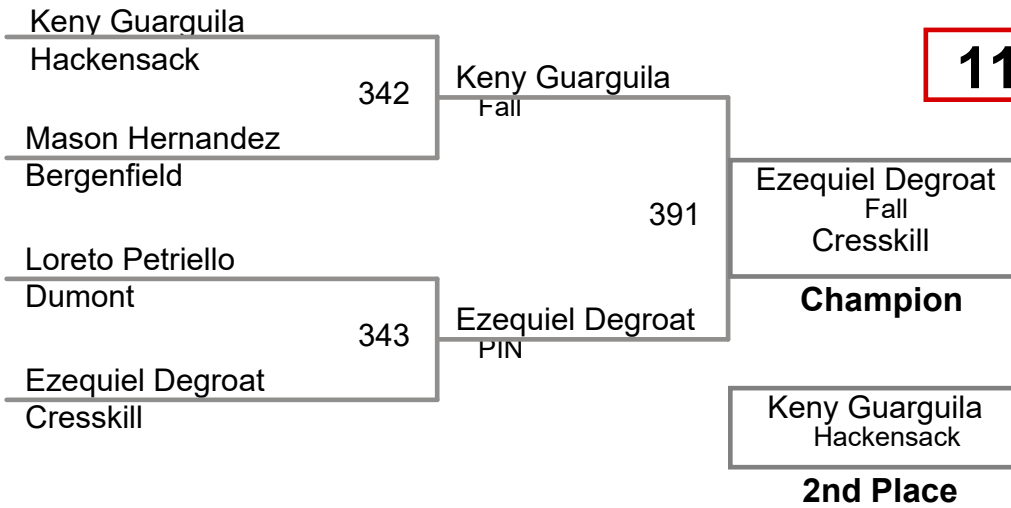 Keny Guarguila
Hackensack
342
Mason Hernandez
Bergenfield
Loreto Petriello
Dumont
343
Ezequiel Degroat
Cresskill
Keny Guarguila
Fall
391
Ezequiel Degroat
PIN
11
Ezequiel Degroat
Fall
Cresskill
Champion
Keny Guarguila
Hackensack
2nd Place